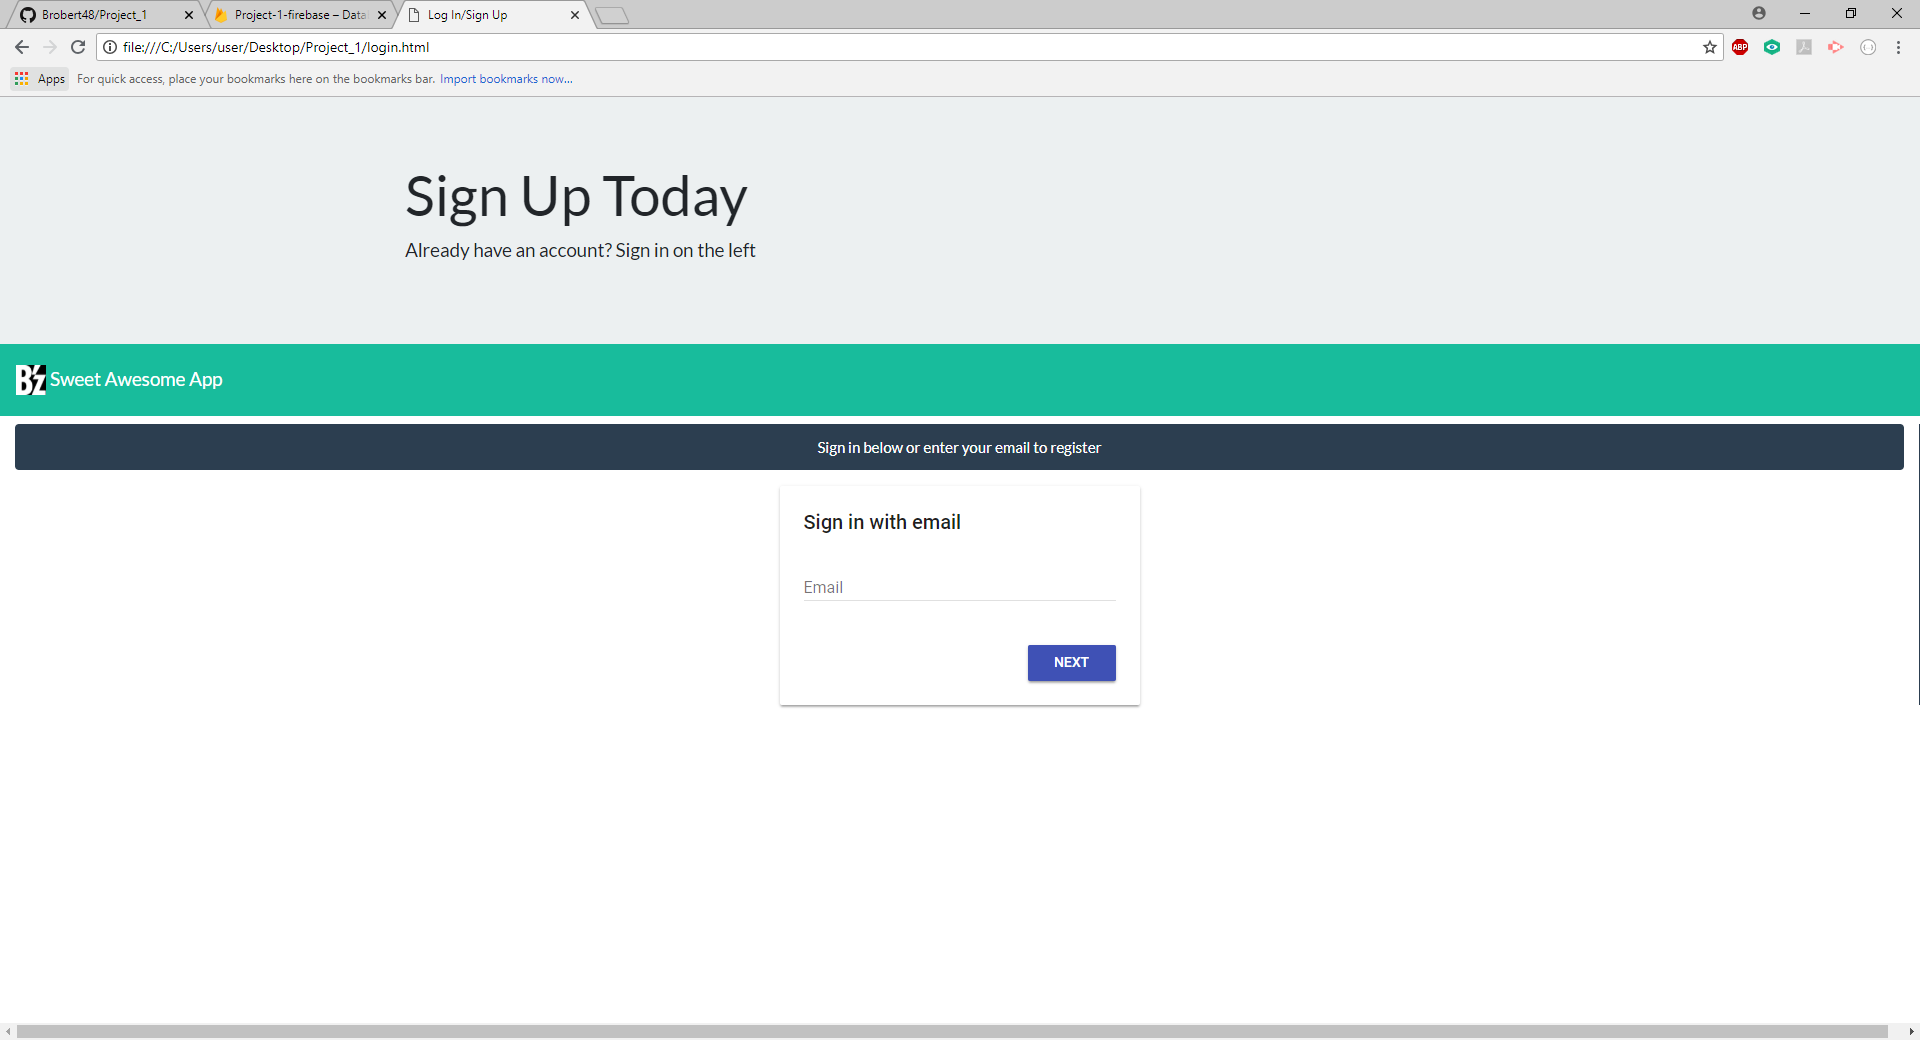 Brobert48/Project_1
Project-1-firebase – Data
Log In/Sign Up
file:///C:/Users/user/Desktop/Project_1/login.html
ABP
Apps
For quick access, place your bookmarks here on the bookmarks bar. Import bookmarks now...
Sign Up Today
Already have an account? Sign in on the left
B'z Sweet Awesome App
Sign in below or enter your email to register
Sign in with email
Email
NEXT